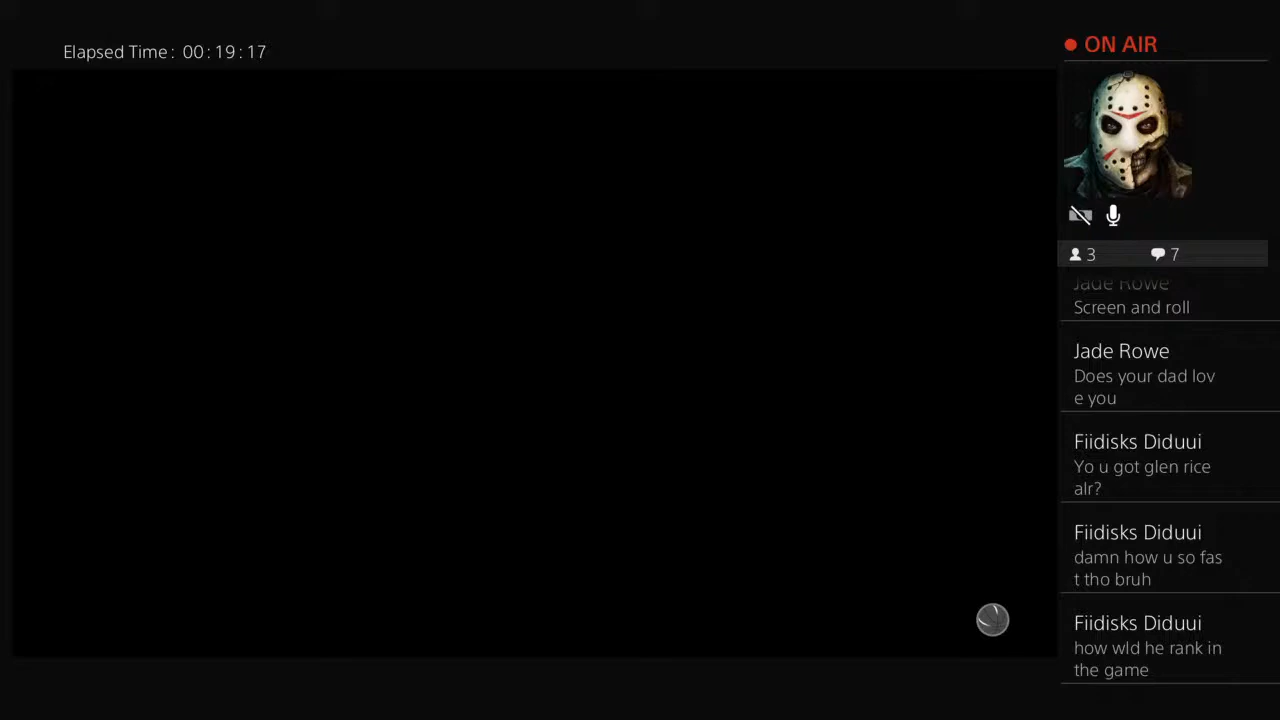 Elapsed Time: 00:19:17
ON AIR
3 7
Jade Rowe
Screen and roll
Jade Rowe
Does your dad lov
e you
Fiidisks Diduui
Yo u got glen rice
alr?
Fiidisks Diduui
damn how u so fas
t tho bruh
Fiidisks Diduui
how wld he rank in
the game